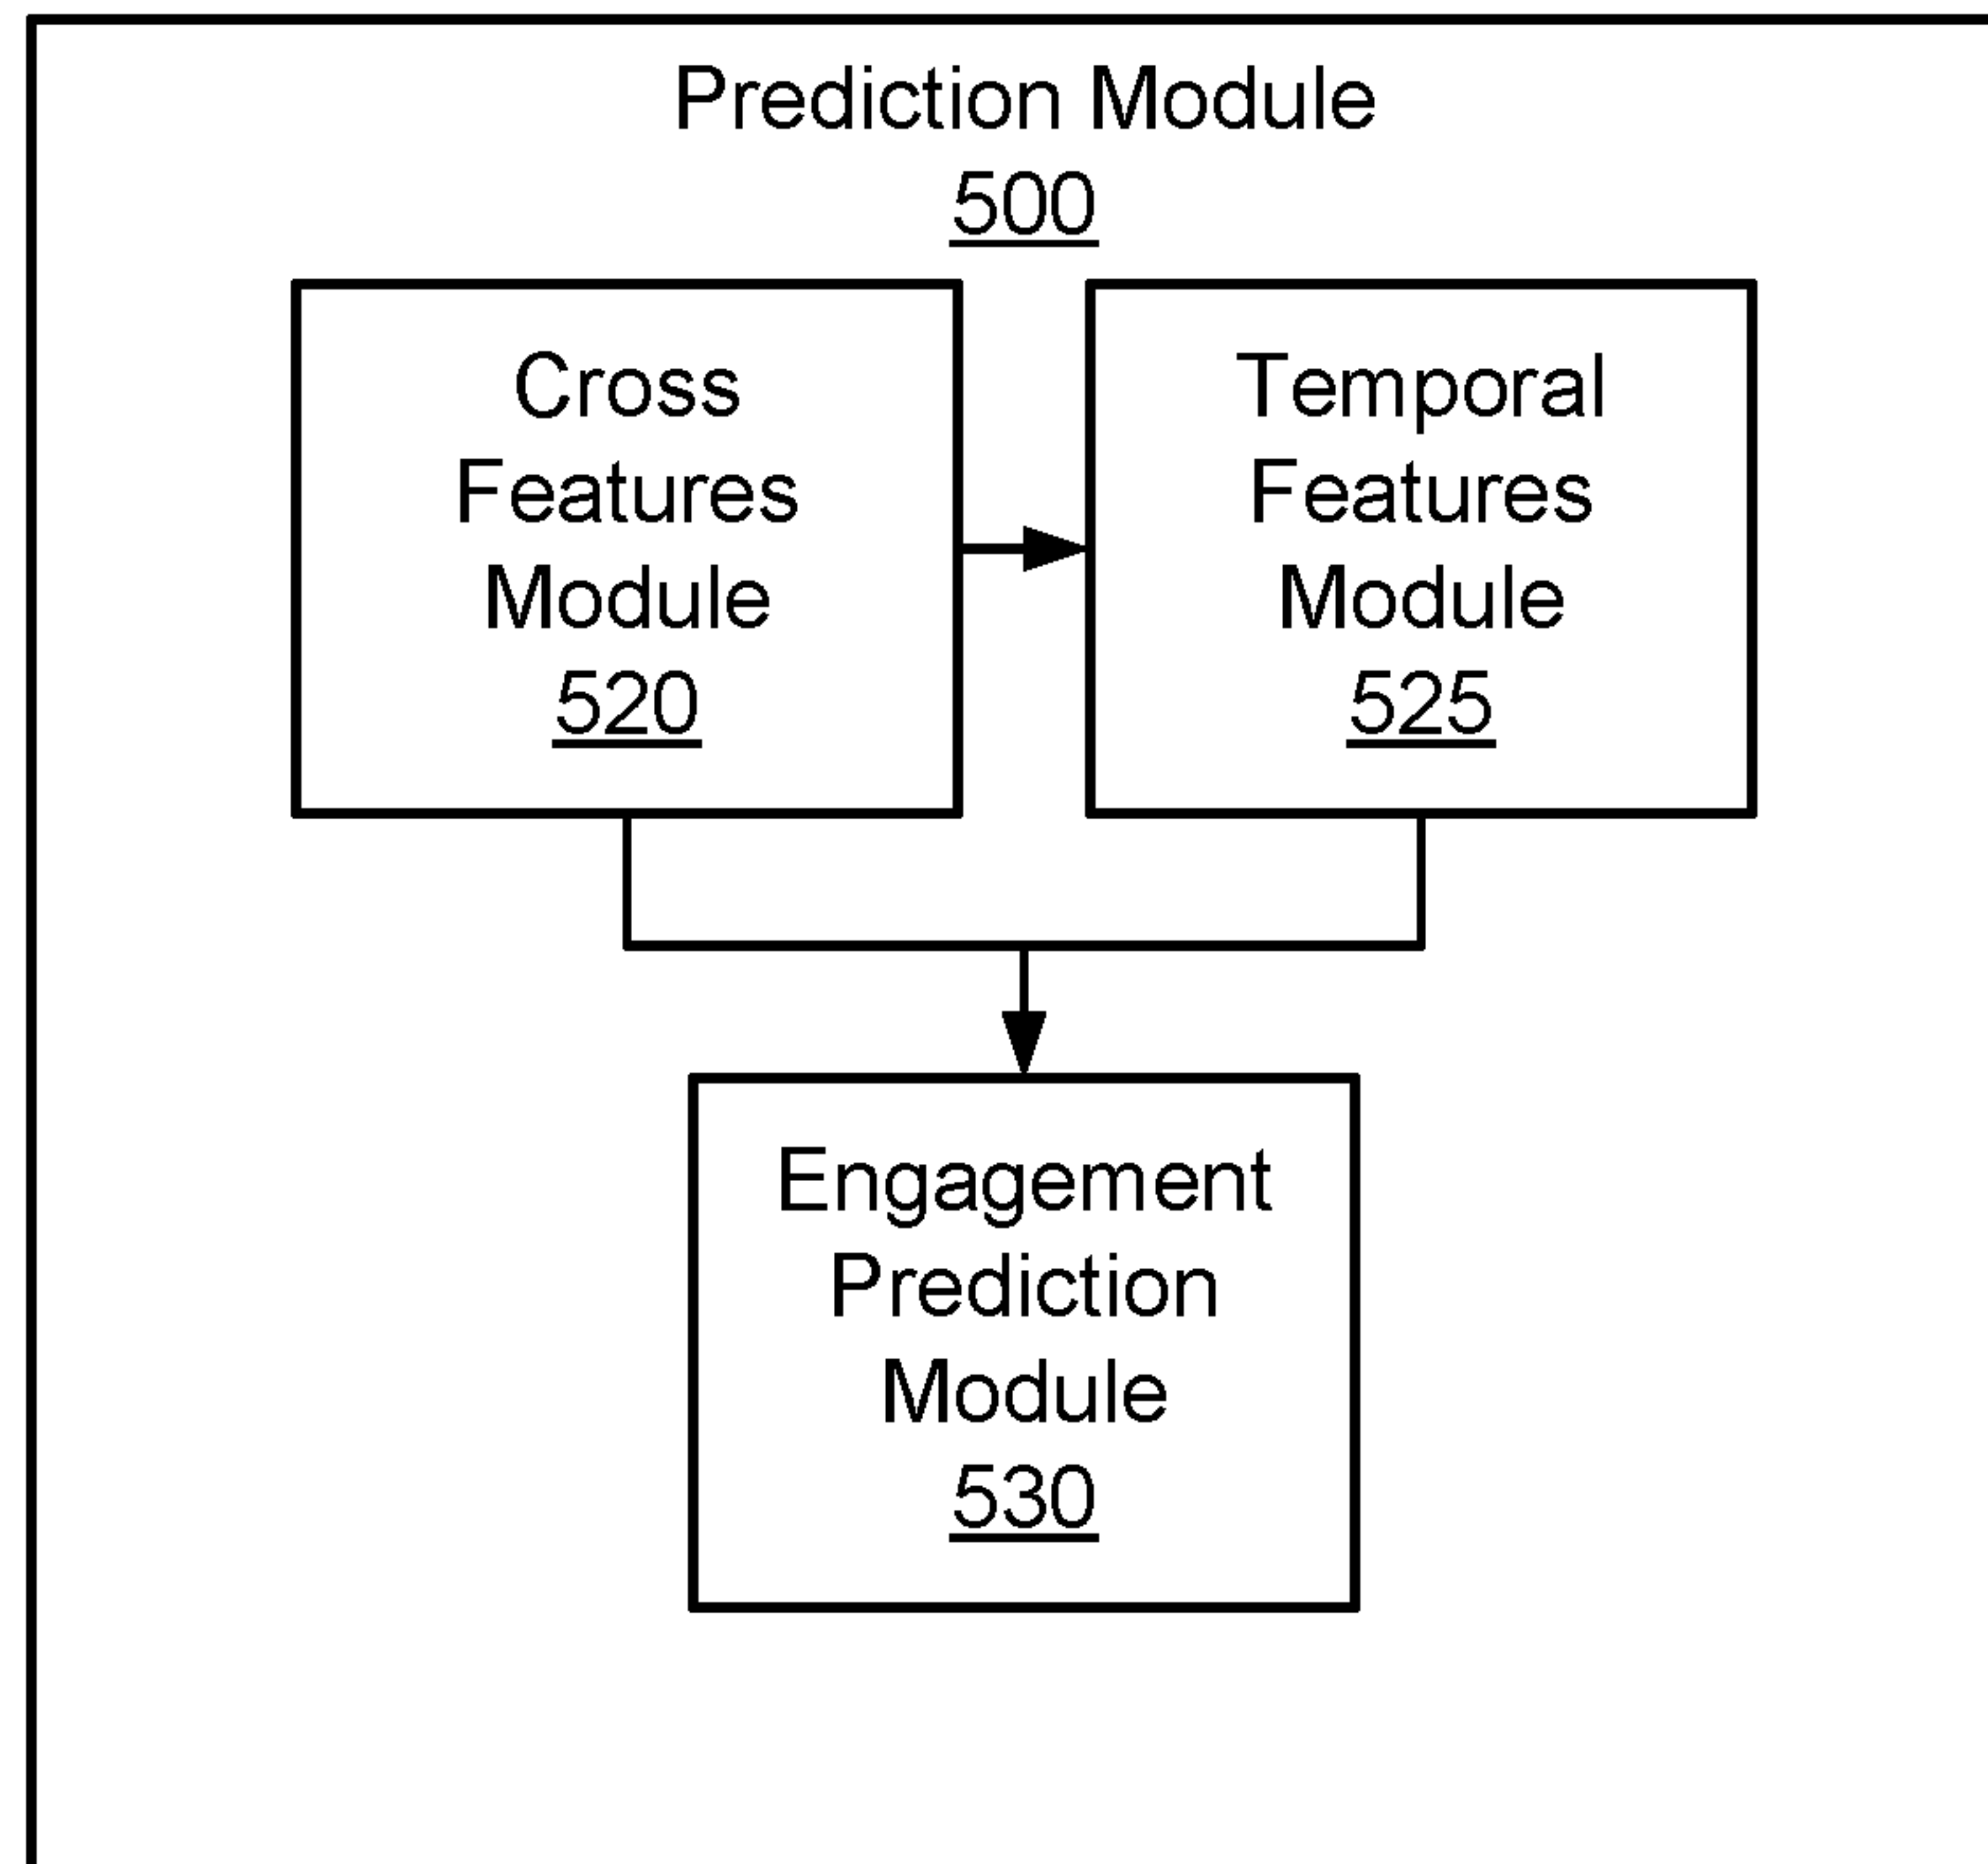 Prediction Module
500
Cross
Features
Module
520
Temporal
Features
Module
525
Engagement
Prediction
Module
530